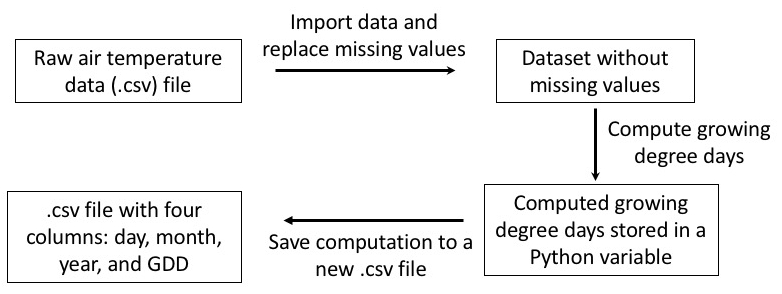 Import data and
replace missing values
Raw air temperature
data (.csv) file
Dataset without
missing values
Compute growing
degree days
Computed growing
degree days stored in a
Python variable
Save computation to a
new .csv file
.csv file with four
columns: day, month,
year, and GDD